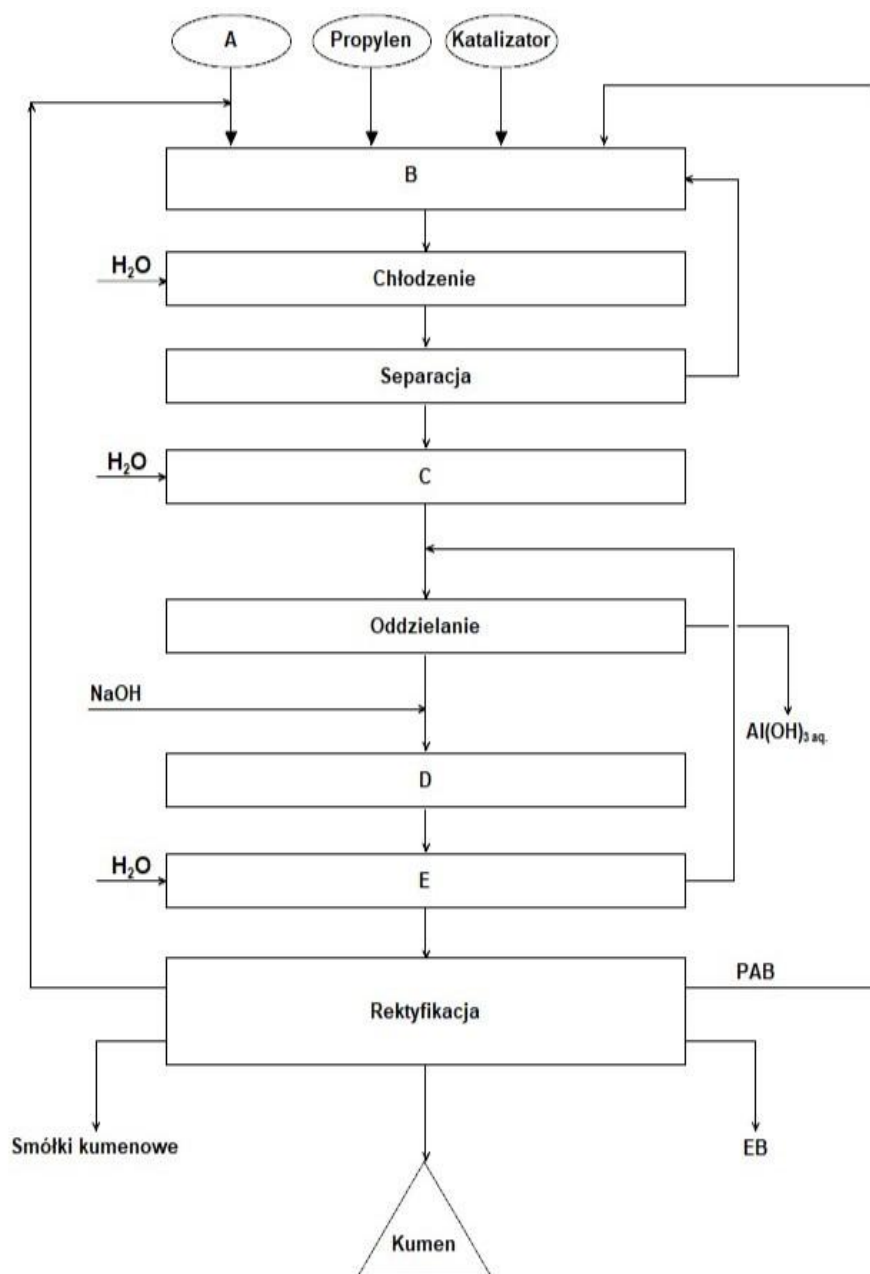 A
Propylen
Katalizator
B
H₂O
Chłodzenie
Separacja
H₂O
C
Oddzielanie
NaOH
Al(OH)₃ aq.
D
H₂O
E
PAB
Rektyfikacja
Smółki kumenowe
EB
Kumen